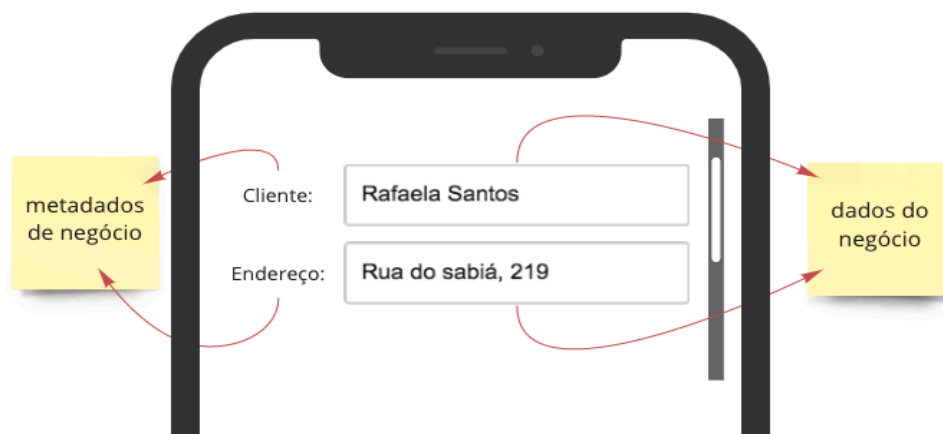 metadados
de negócio
Cliente:
Rafaela Santos
Endereço:
Rua do sabiá, 219
dados do
negócio